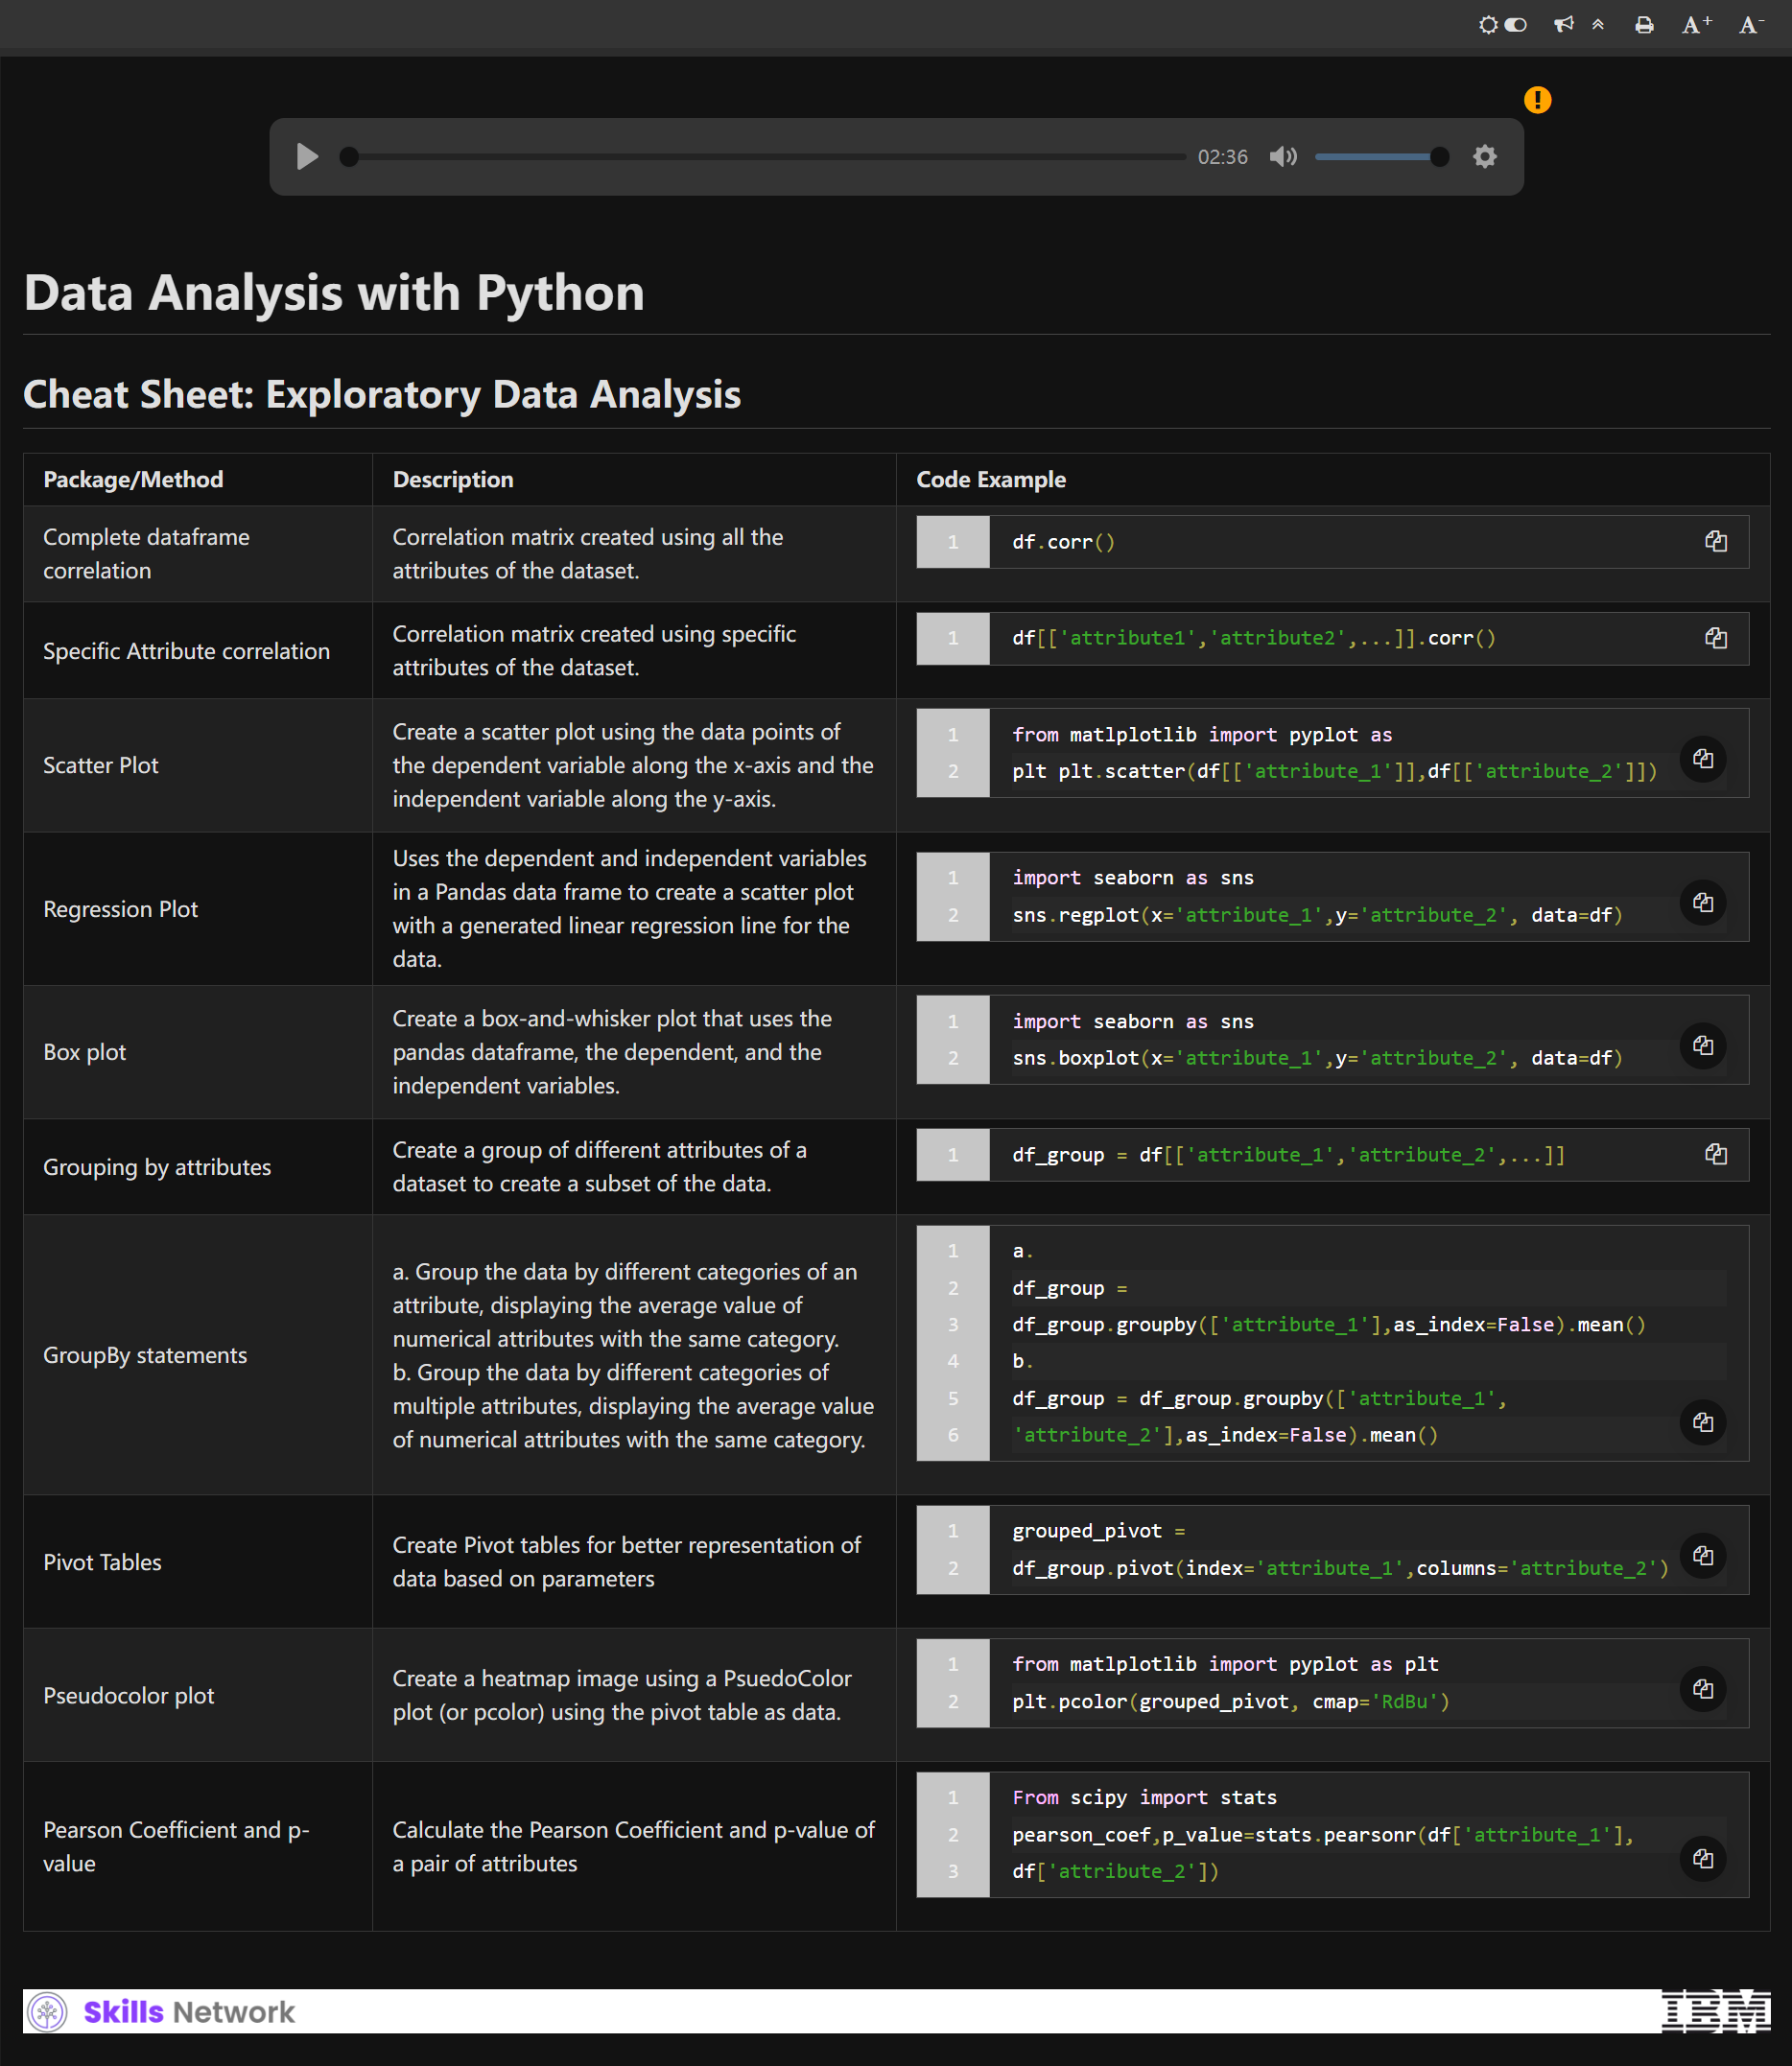 A+ A-
02:36
Data Analysis with Python
Cheat Sheet: Exploratory Data Analysis
Package/Method Description Code Example
Complete dataframe
correlation
Correlation matrix created using all the
attributes of the dataset.
1 df.corr()
Specific Attribute correlation
Correlation matrix created using specific
attributes of the dataset.
1 df[['attribute1','attribute2',...]].corr()
Scatter Plot
Create a scatter plot using the data points of
the dependent variable along the x-axis and the
independent variable along the y-axis.
1 from matlplotlib import pyplot as
2 plt plt.scatter(df[['attribute_1']],df[['attribute_2']])
Regression Plot
Uses the dependent and independent variables
in a Pandas data frame to create a scatter plot
with a generated linear regression line for the
data.
1 import seaborn as sns
2 sns.regplot(x='attribute_1',y='attribute_2', data=df)
Box plot
Create a box-and-whisker plot that uses the
pandas dataframe, the dependent, and the
independent variables.
1 import seaborn as sns
2 sns.boxplot(x='attribute_1',y='attribute_2', data=df)
Grouping by attributes
Create a group of different attributes of a
dataset to create a subset of the data.
1 df_group = df[['attribute_1','attribute_2',...]]
GroupBy statements
a. Group the data by different categories of an
attribute, displaying the average value of
numerical attributes with the same category.
b. Group the data by different categories of
multiple attributes, displaying the average value
of numerical attributes with the same category.
1 a.
2 df_group =
3 df_group.groupby(['attribute_1'],as_index=False).mean()
4 b.
5 df_group = df_group.groupby(['attribute_1',
6 'attribute_2'],as_index=False).mean()
Pivot Tables
Create Pivot tables for better representation of
data based on parameters
1 grouped_pivot =
2 df_group.pivot(index='attribute_1',columns='attribute_2')
Pseudocolor plot
Create a heatmap image using a PsuedoColor
plot (or pcolor) using the pivot table as data.
1 from matlplotlib import pyplot as plt
2 plt.pcolor(grouped_pivot, cmap='RdBu')
Pearson Coefficient and p-
value
Calculate the Pearson Coefficient and p-value of
a pair of attributes
1 From scipy import stats
2 pearson_coef,p_value=stats.pearsonr(df['attribute_1'],
3 df['attribute_2'])
Skills Network IBM